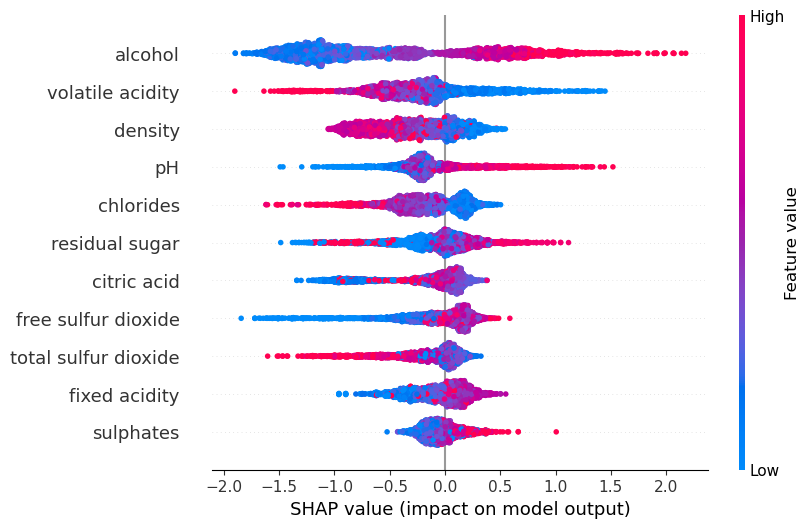 High
alcohol
volatile acidity
density
pH
chlorides
residual sugar
citric acid
free sulfur dioxide
total sulfur dioxide
fixed acidity
sulphates
Feature value
Low
−2.0 −1.5 −1.0 −0.5 0.0 0.5 1.0 1.5 2.0
SHAP value (impact on model output)